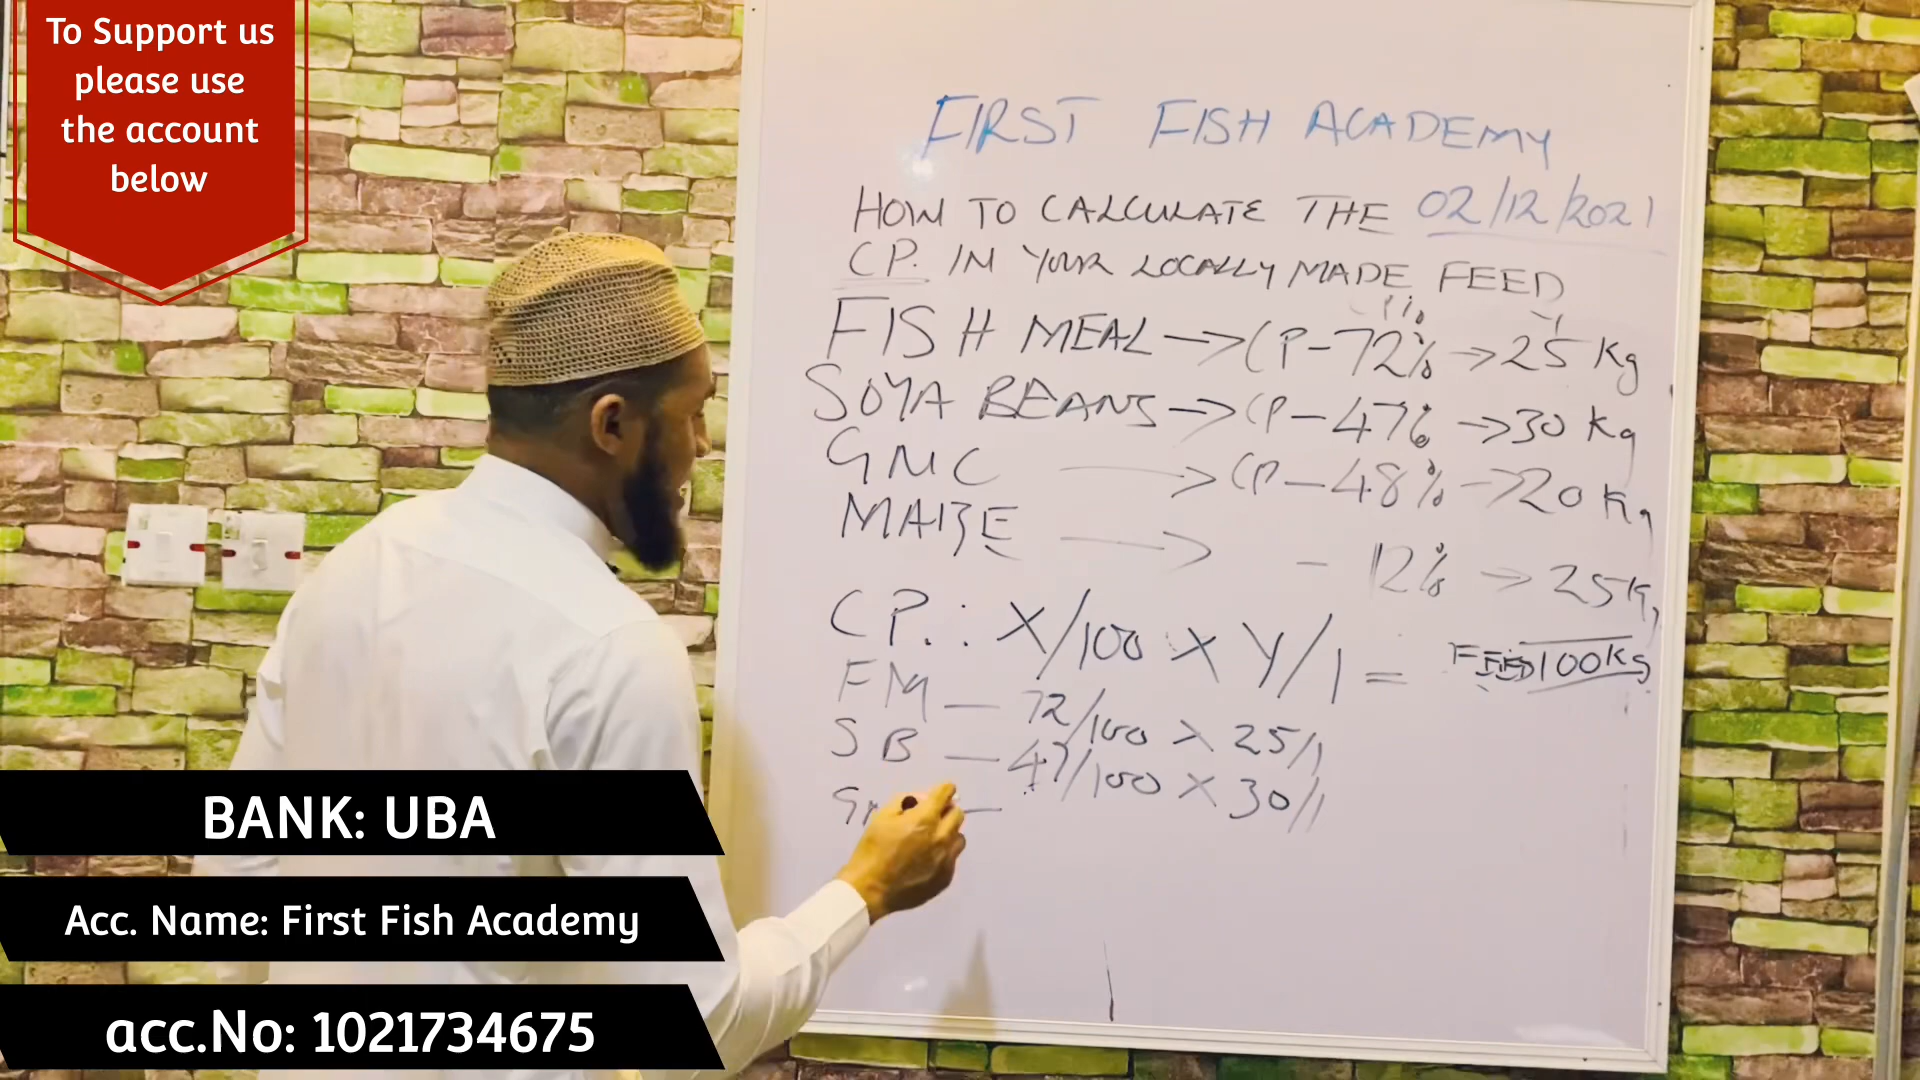 To Support us
please use
the account
below
FIRST FISH ACADEMY
HOW TO CALCULATE THE 02/12/2021
CP. IN YOUR LOCALLY MADE FEED
FISH MEAL → CP-72% → 25 Kg
SOYA BEANS → CP-47% → 30 Kg
GNC → CP-48% → 20 Kg
MAIZE → - 12% → 25 Kg
CP. ∴ X/100 X Y/1 = FEED 100KG
FM — 72/100 X 25/1
SB — 47/100 X 30/1
BANK: UBA
Acc. Name: First Fish Academy
acc.No: 1021734675